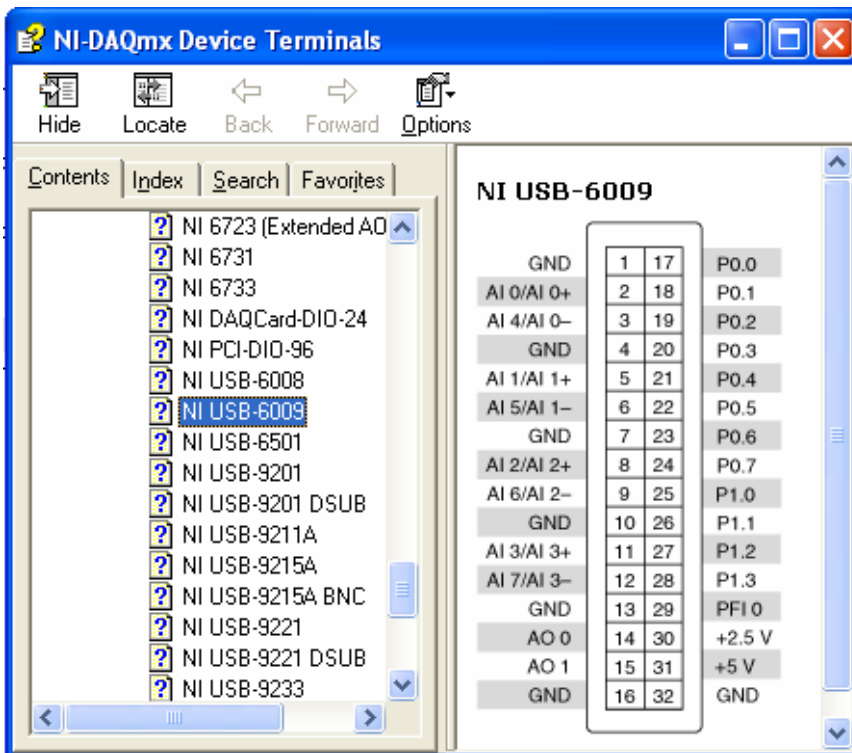 NI-DAQmx Device Terminals
Hide Locate Back Forward Options
Contents Index Search Favorites
NI 6723 (Extended AO
NI 6731
NI 6733
NI DAQCard-DIO-24
NI PCI-DIO-96
NI USB-6008
NI USB-6009
NI USB-6501
NI USB-9201
NI USB-9201 DSUB
NI USB-9211A
NI USB-9215A
NI USB-9215A BNC
NI USB-9221
NI USB-9221 DSUB
NI USB-9233
NI USB-6009
GND 1 17 P0.0
AI 0/AI 0+ 2 18 P0.1
AI 4/AI 0– 3 19 P0.2
GND 4 20 P0.3
AI 1/AI 1+ 5 21 P0.4
AI 5/AI 1– 6 22 P0.5
GND 7 23 P0.6
AI 2/AI 2+ 8 24 P0.7
AI 6/AI 2– 9 25 P1.0
GND 10 26 P1.1
AI 3/AI 3+ 11 27 P1.2
AI 7/AI 3– 12 28 P1.3
GND 13 29 PFI 0
AO 0 14 30 +2.5 V
AO 1 15 31 +5 V
GND 16 32 GND